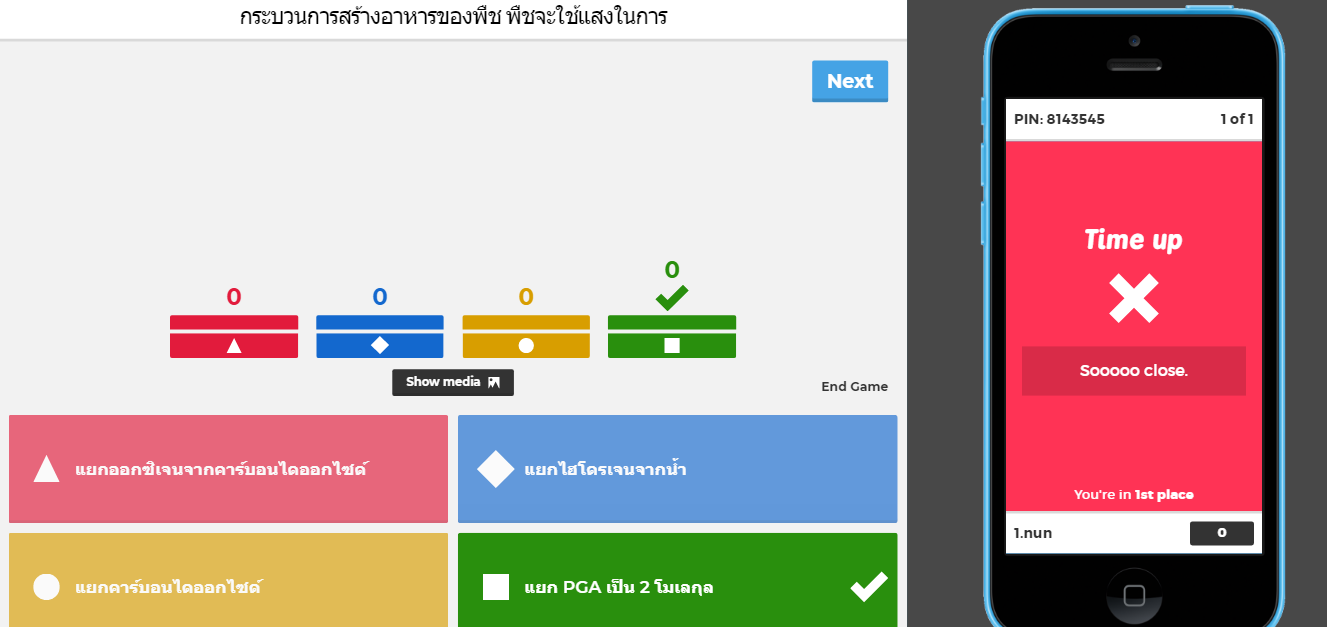 กระบวนการสร้างอาหารของพืช พืชจะใช้แสงในการ
Next
0
0
0
0
Show media
End Game
แยกออกซิเจนจากคาร์บอนไดออกไซด์
แยกไฮโดรเจนจากน้ำ
แยกคาร์บอนไดออกไซด์
แยก PGA เป็น 2 โมเลกุล
PIN: 8143545
1 of 1
Time up
Sooooo close.
You're in 1st place
1.nun
0